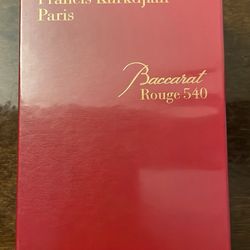 Francis Kurkdjian
Paris
Baccarat
Rouge 540